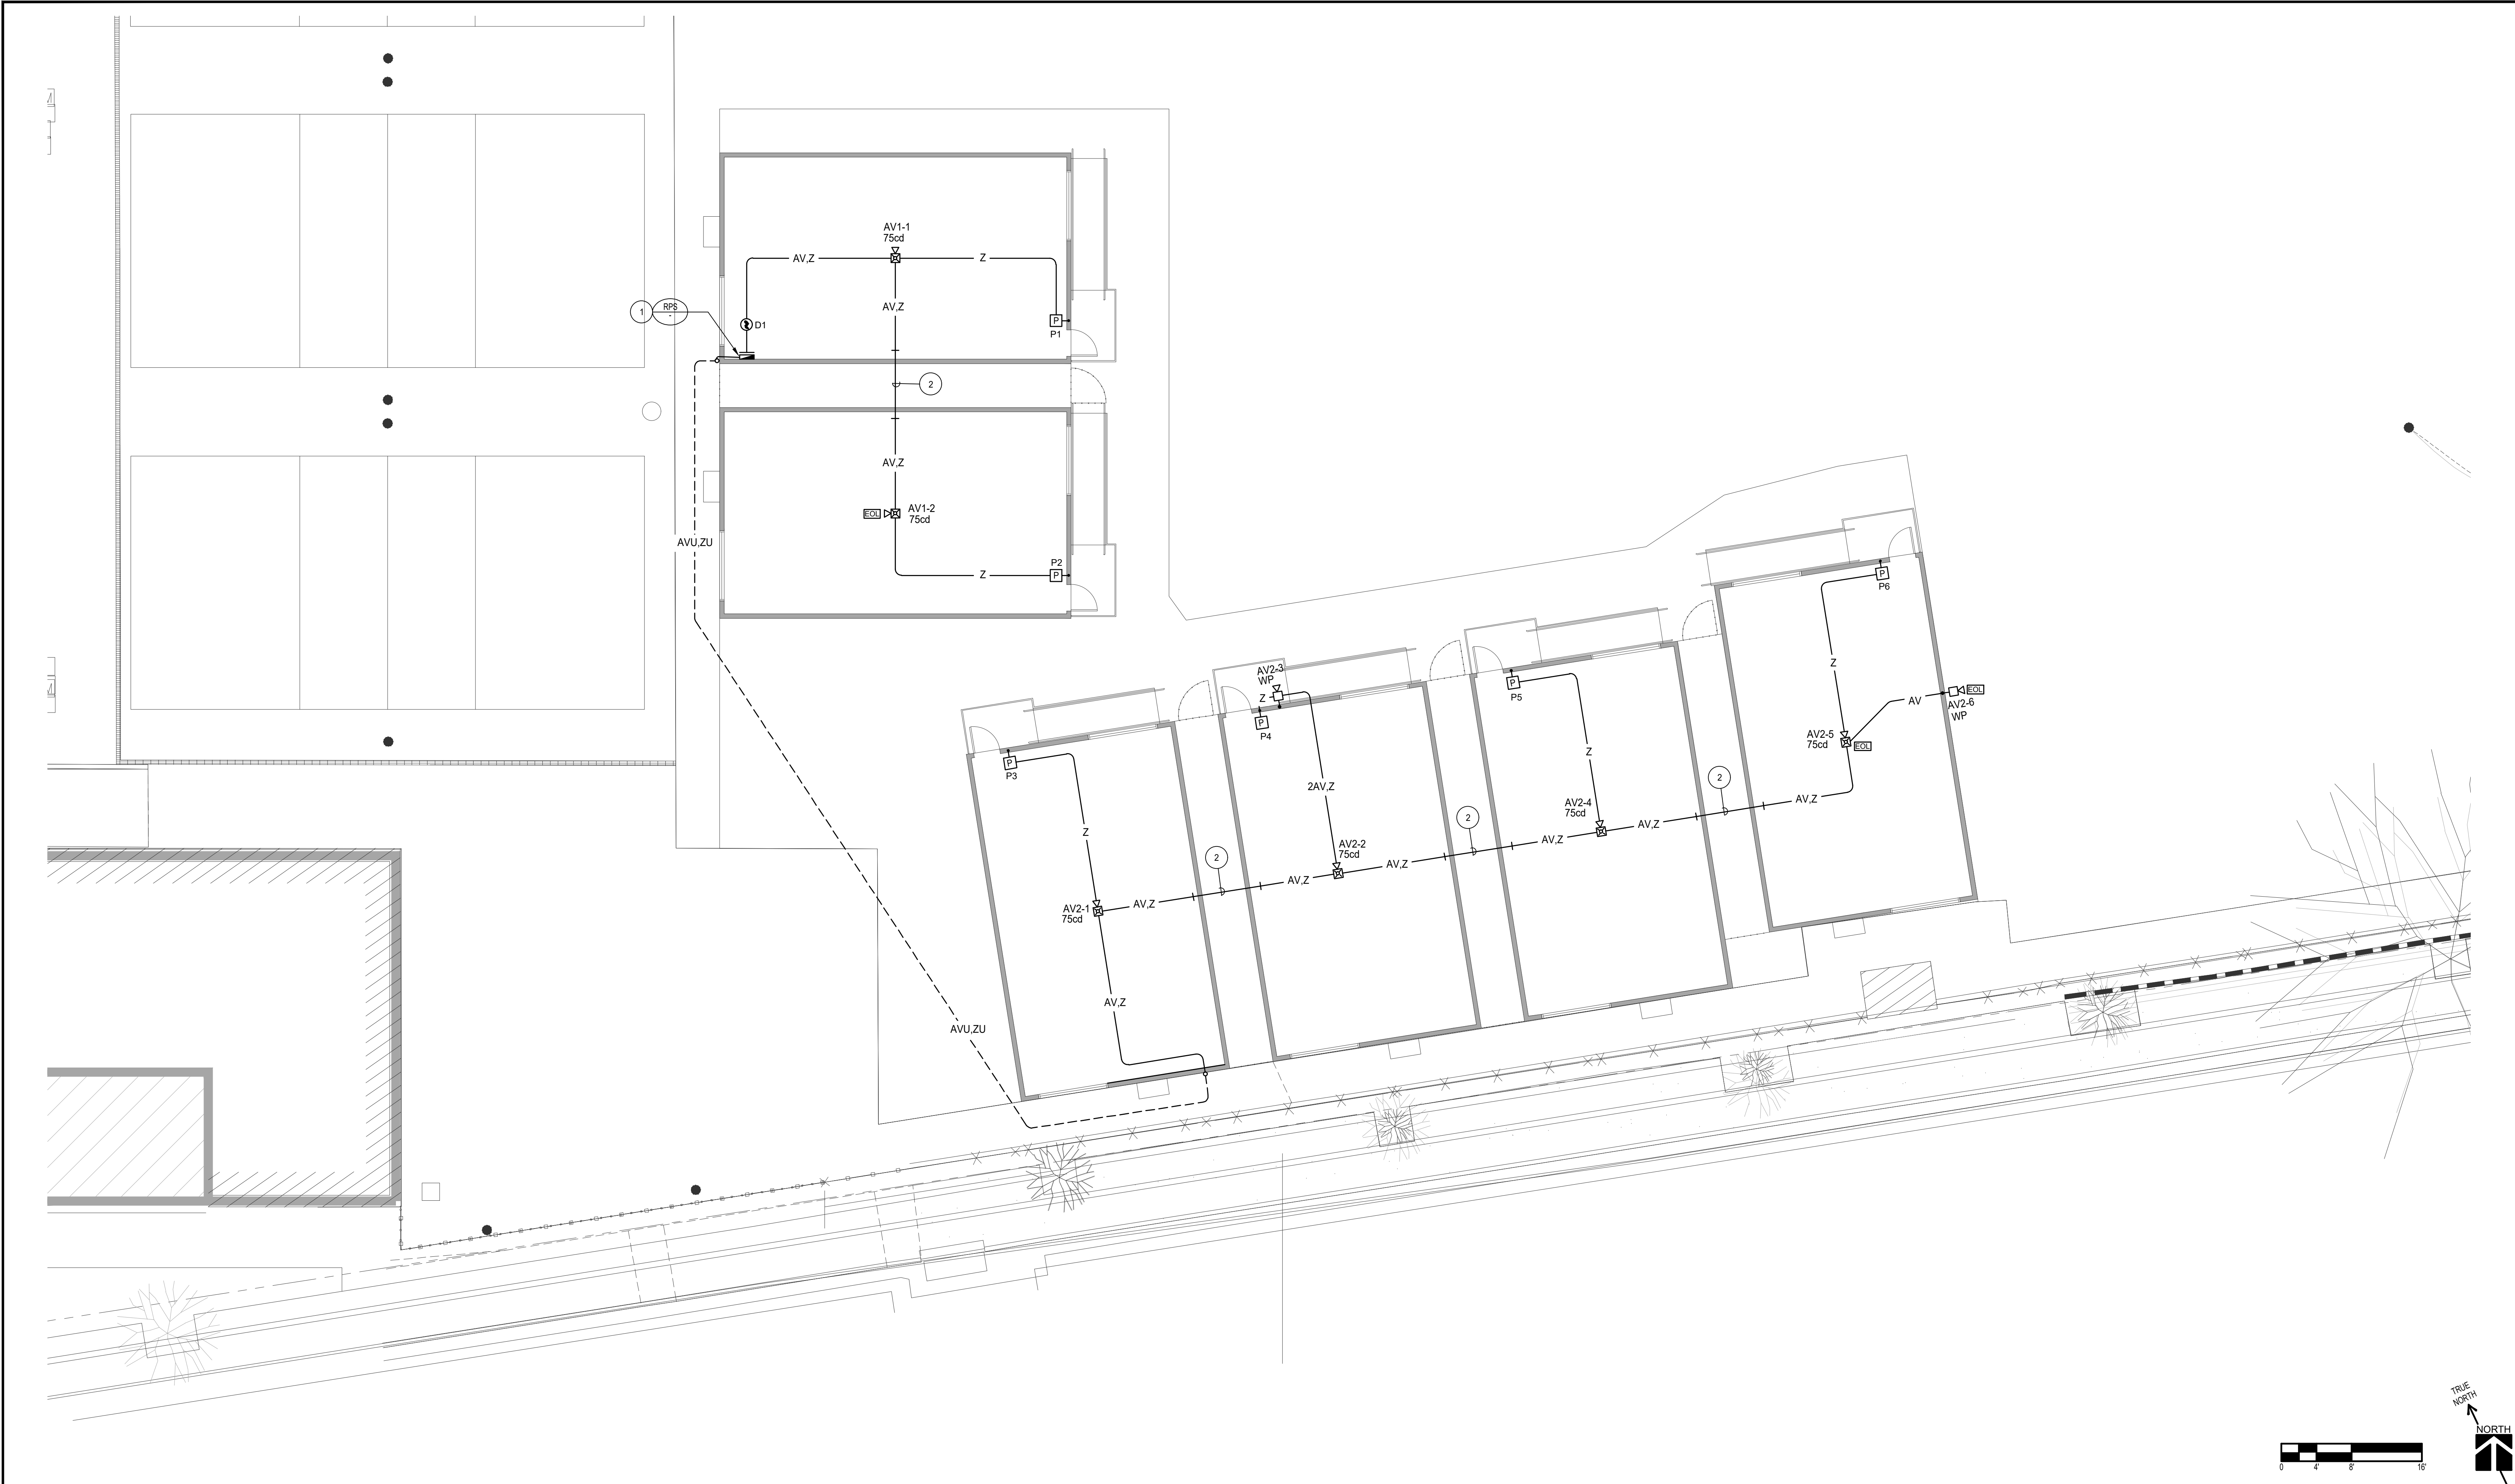 AV1-1
75cd
AV,Z
Z
AV,Z
1
RPS
-
D1
P
P1
2
AV,Z
EOL
AV1-2
75cd
AVU,ZU
P2
P
Z
P
P6
Z
AV2-3
WP
Z
P
P4
P
P5
EOL
AV
AV2-6
WP
AV2-5
75cd
EOL
P
P3
Z
2AV,Z
Z
2
AV,Z
AV2-4
75cd
AV,Z
2
AV,Z
AV2-2
75cd
AV,Z
2
AV,Z
AV2-1
75cd
AV,Z
AV,Z
AVU,ZU
TRUE
NORTH
NORTH
0 4' 8' 16'